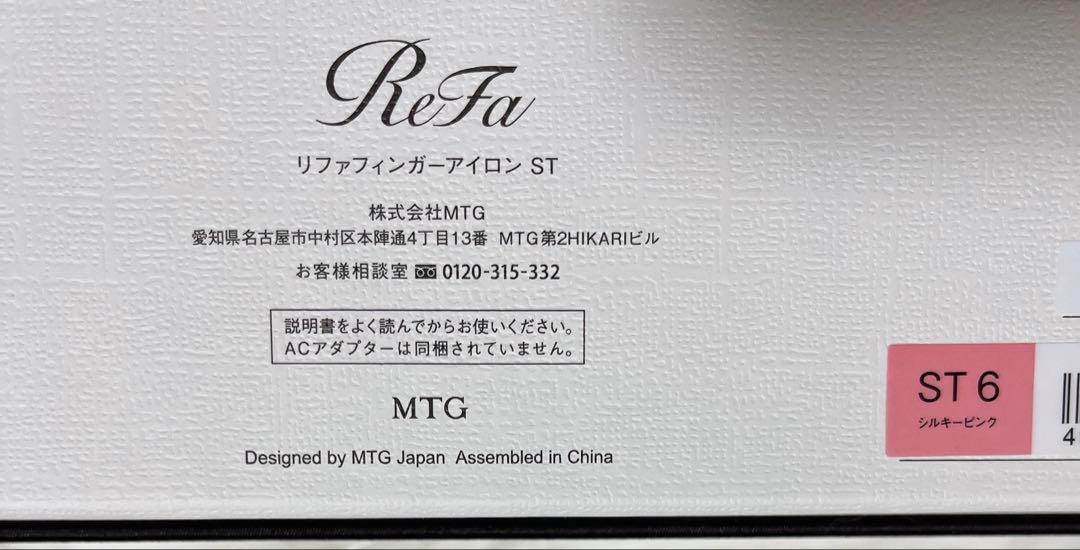 ReFa
リファフィンガーアイロン ST
株式会社MTG
愛知県名古屋市中村区本陣通4丁目13番 MTG第2HIKARIビル
お客様相談室 0120-315-332
説明書をよく読んでからお使いください。
ACアダプターは同梱されていません。
MTG
Designed by MTG Japan Assembled in China
ST 6
シルキーピンク
4